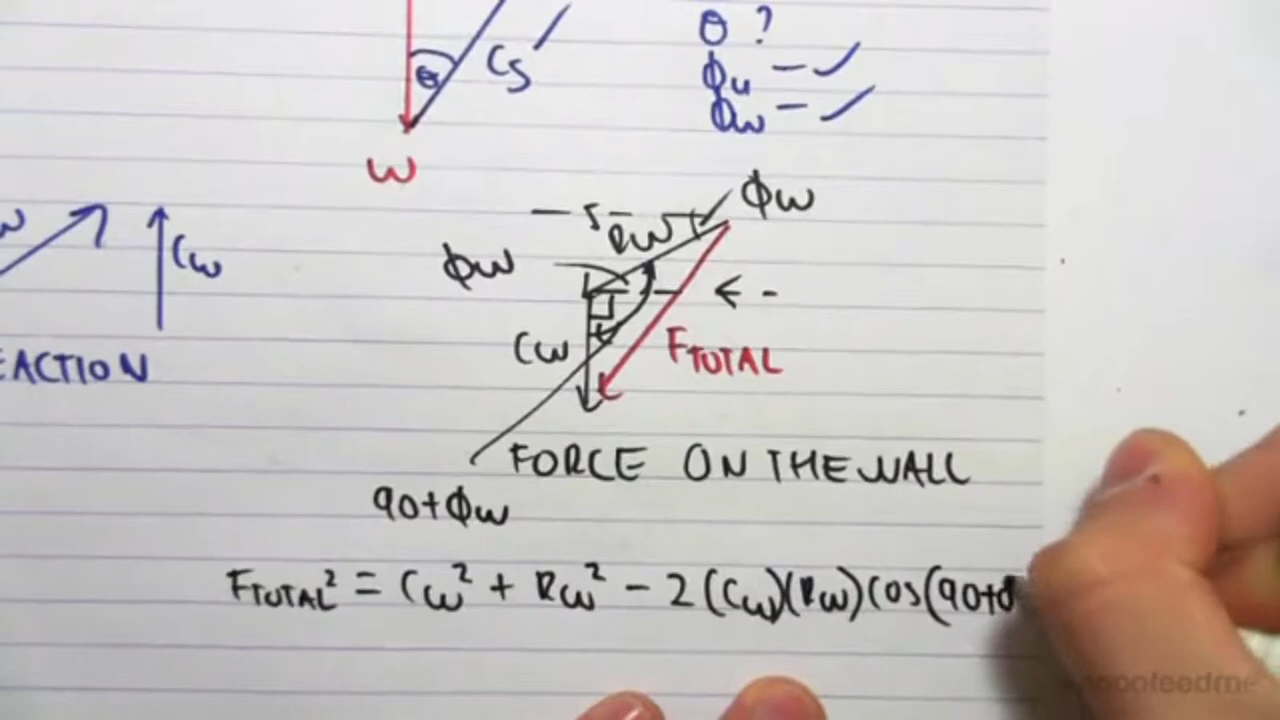 θ ?
Cs
θ
ϕu - ✓
ϕw - ✓
W
ϕw
Rw
Cw
ϕw
Cw
FTOTAL
EACTION
FORCE ON THE WALL
90+ϕw
FTOTAL² = Cw² + Rw² - 2(Cw)(Rw)Cos(90+ϕ